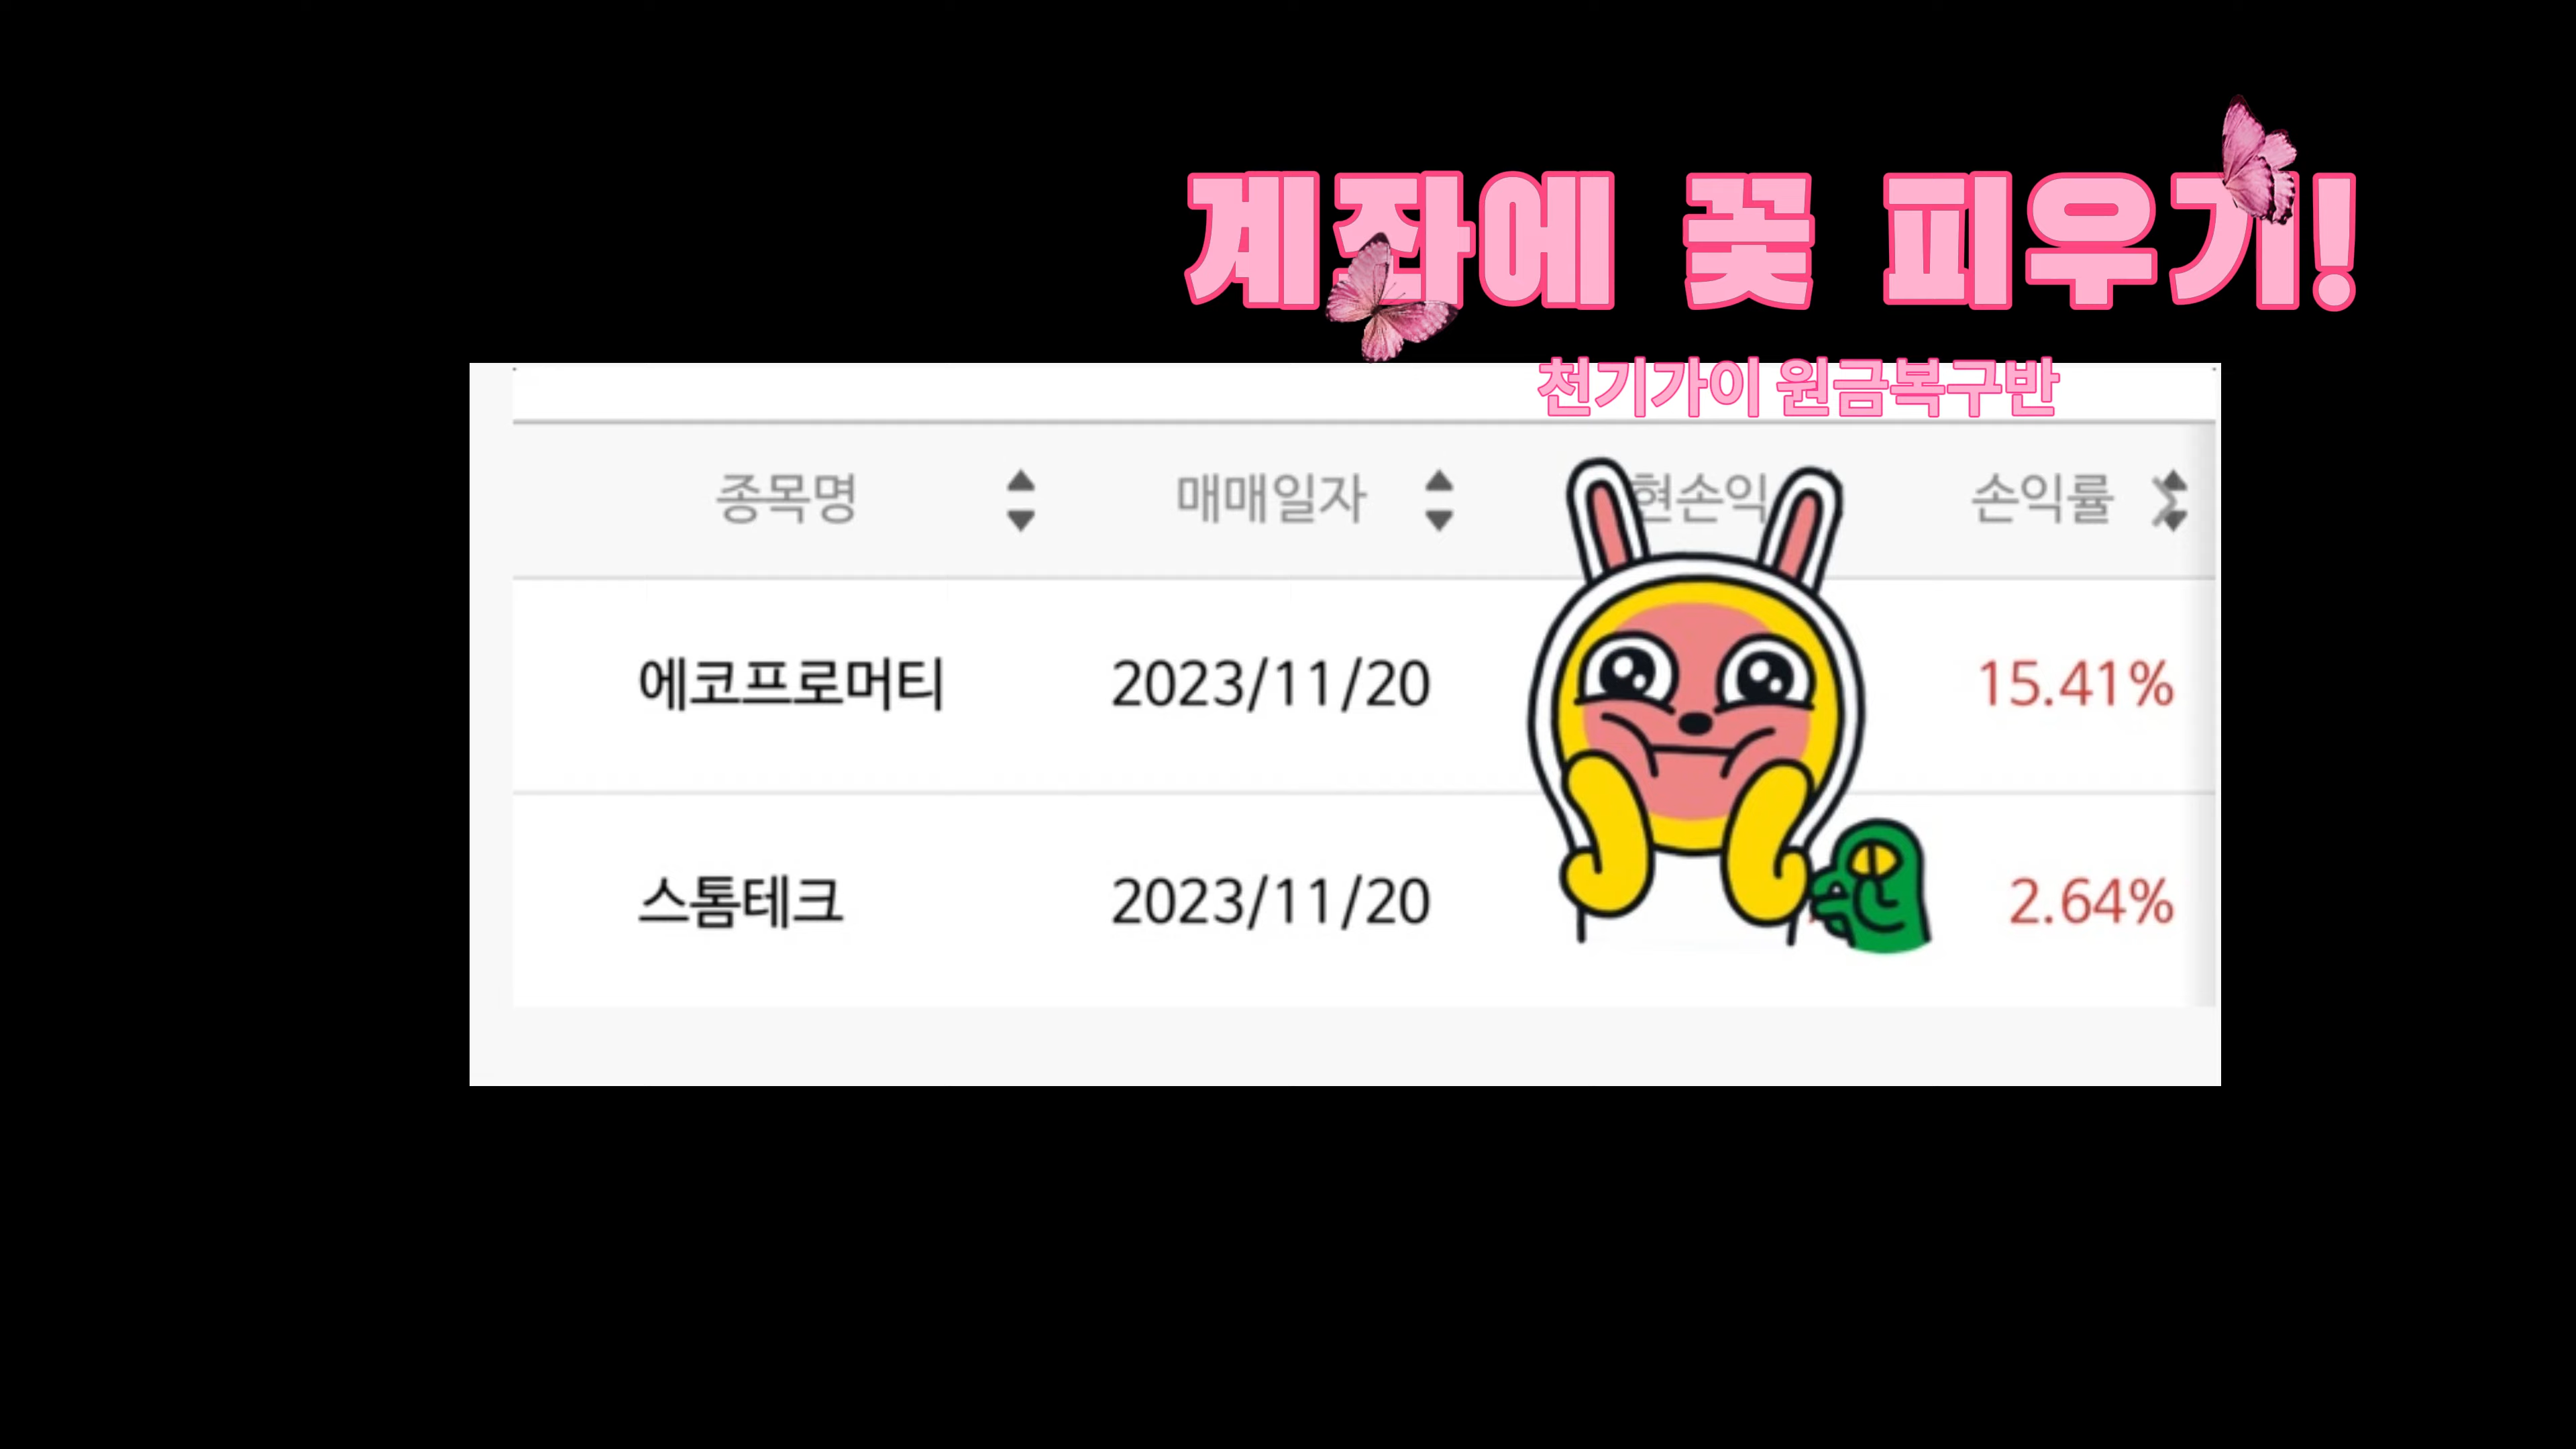 계좌에 꽃 피우기!
천기가이 원금복구반
종목명 매매일자 현손익 손익률
에코프로머티 2023/11/20 15.41%
스톰테크 2023/11/20 2.64%